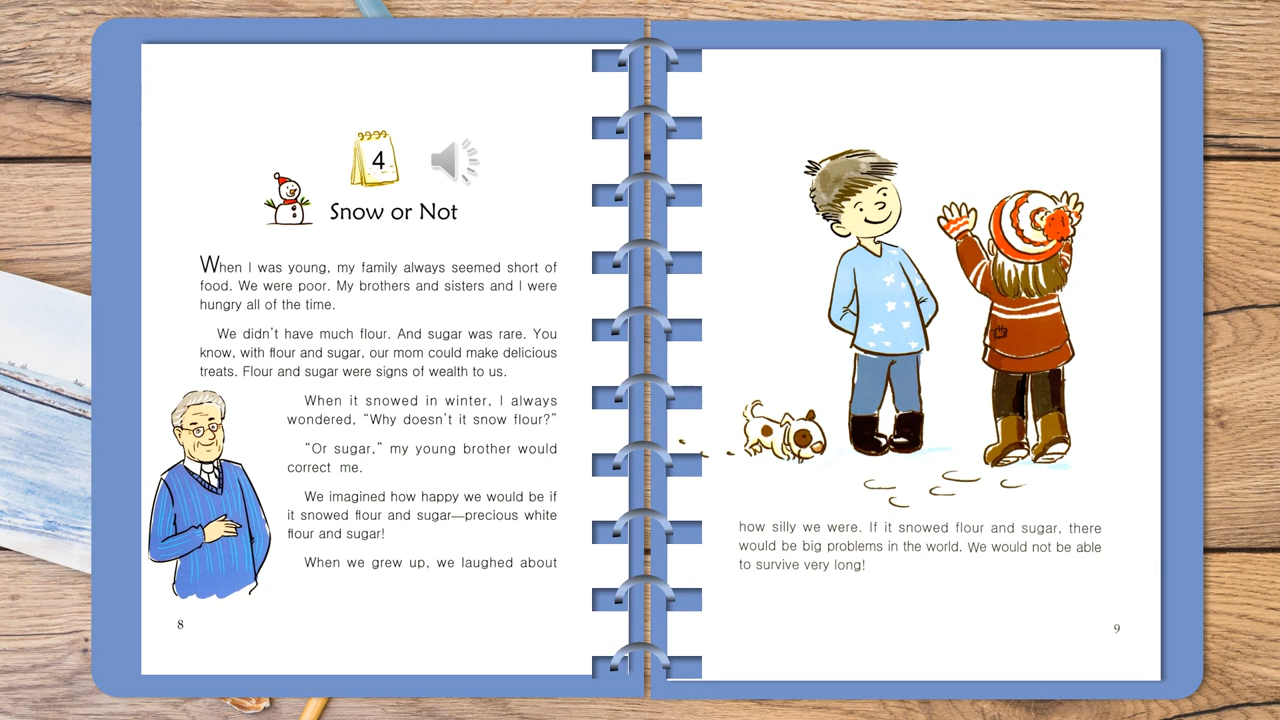 4
Snow or Not
When I was young, my family always seemed short of
food. We were poor. My brothers and sisters and I were
hungry all of the time.
We didn't have much flour. And sugar was rare. You
know, with flour and sugar, our mom could make delicious
treats. Flour and sugar were signs of wealth to us.
When it snowed in winter, I always
wondered, “Why doesn't it snow flour?”
“Or sugar,” my young brother would
correct me.
We imagined how happy we would be if
it snowed flour and sugar—precious white
flour and sugar!
When we grew up, we laughed about
8
how silly we were. If it snowed flour and sugar, there
would be big problems in the world. We would not be able
to survive very long!
9